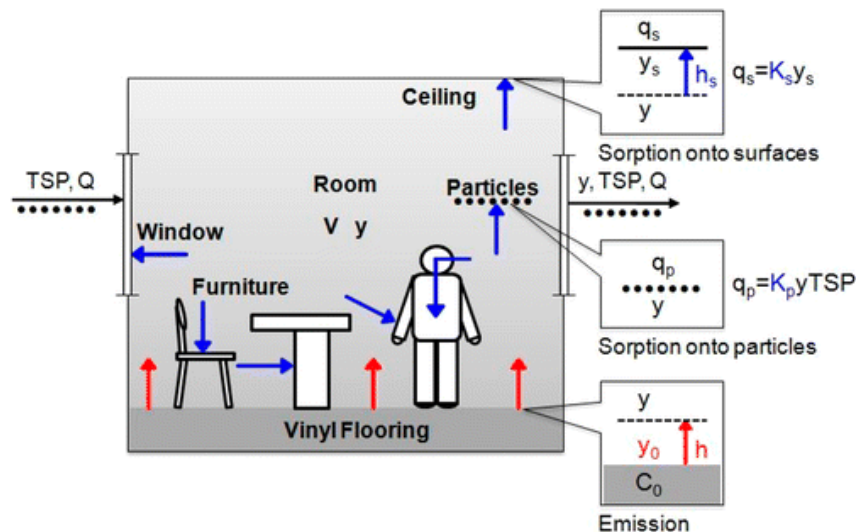 qₛ
yₛ
hₛ
y
qₛ=Kₛyₛ
Sorption onto surfaces
Ceiling
TSP, Q
Room
V y
Particles
y, TSP, Q
Window
Furniture
qₚ
y
qₚ=KₚyTSP
Sorption onto particles
Vinyl Flooring
y
y₀
h
C₀
Emission